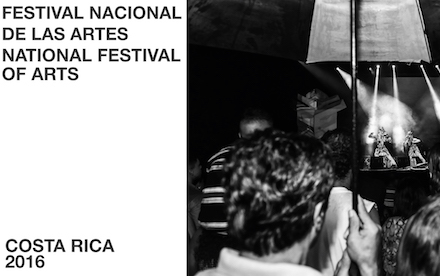 FESTIVAL NACIONAL
DE LAS ARTES
NATIONAL FESTIVAL
OF ARTS
COSTA RICA
2016